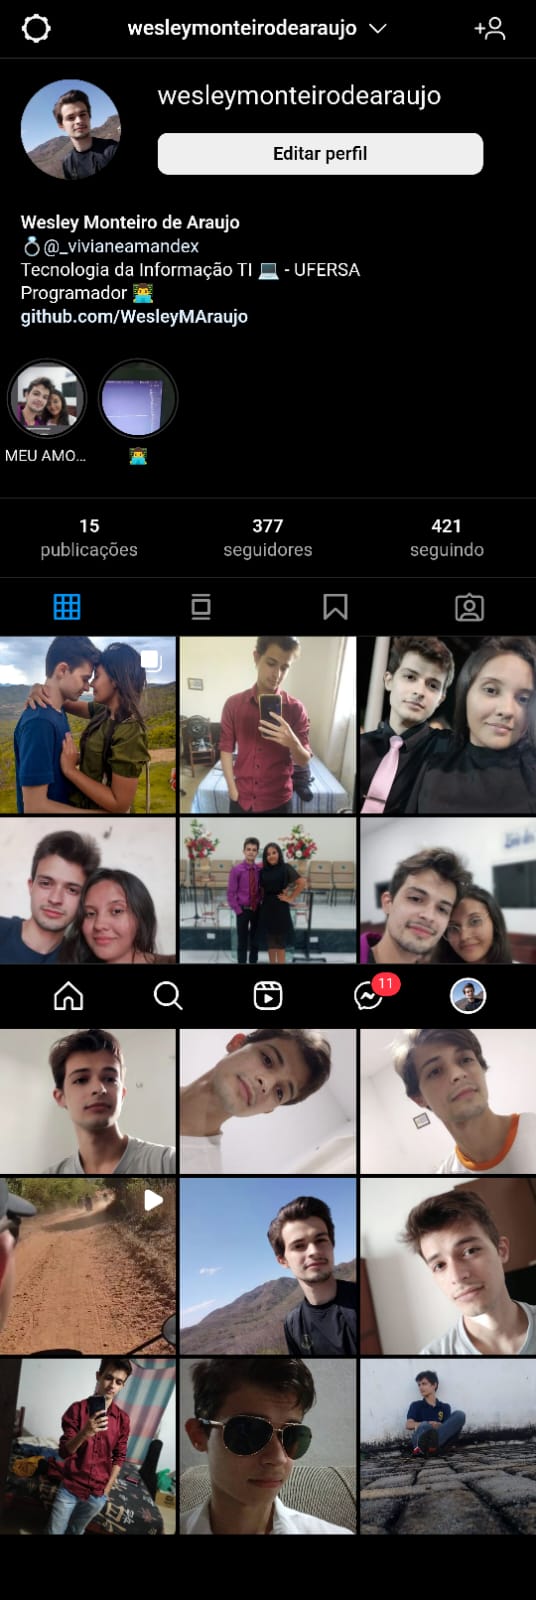 wesleymonteirodearaujo
wesleymonteirodearaujo
Editar perfil
Wesley Monteiro de Araujo
💍@_vivianeamandex
Tecnologia da Informação TI 💻 - UFERSA
Programador 👨‍💻
github.com/WesleyMAraujo
MEU AMO... 👨‍💻
15 377 421
publicações seguidores seguindo
11